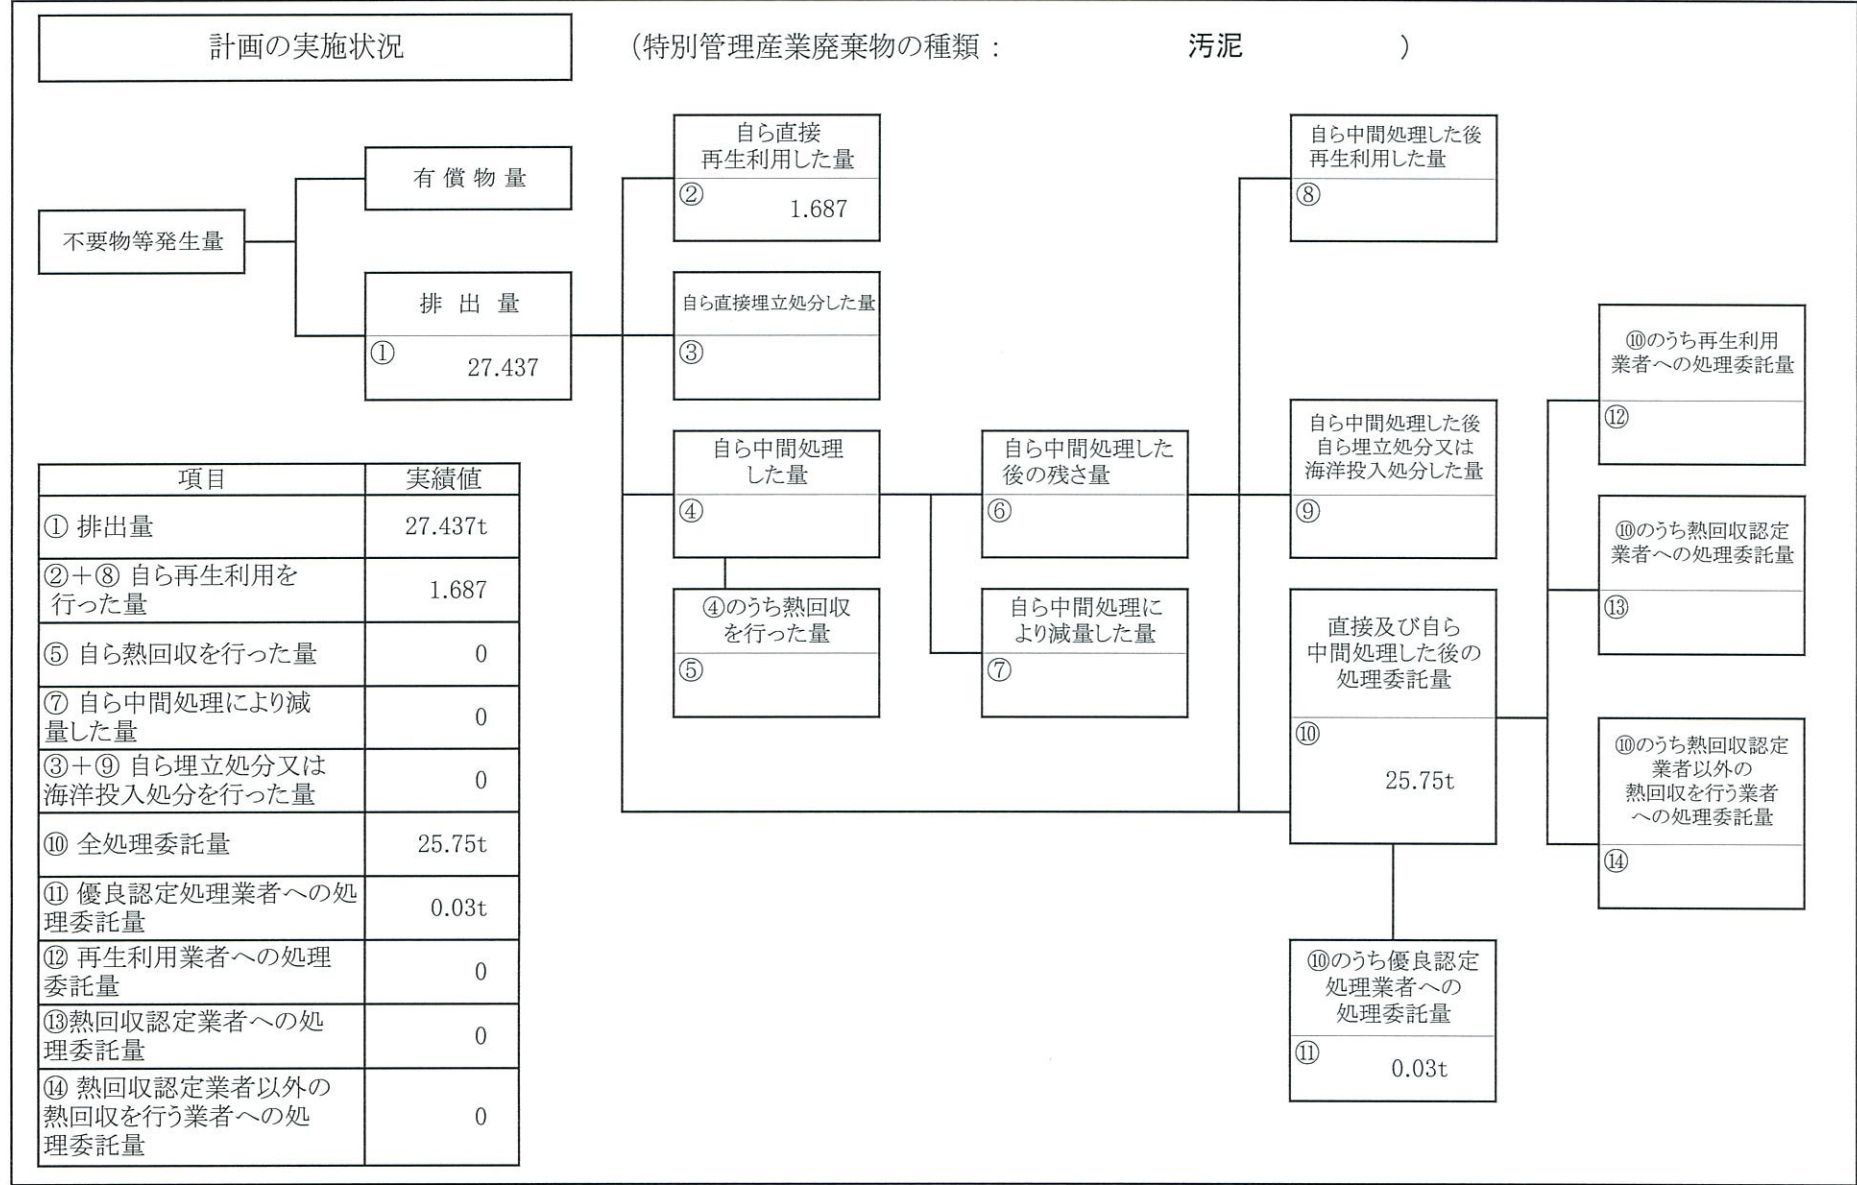 計画の実施状況
（特別管理産業廃棄物の種類： 汚泥 ）
不要物等発生量
有償物量
排出量
①
27.437
自ら直接
再生利用した量
②
1.687
自ら直接埋立処分した量
③
自ら中間処理
した量
④
④のうち熱回収
を行った量
⑤
自ら中間処理した
後の残さ量
⑥
自ら中間処理に
より減量した量
⑦
自ら中間処理した後
再生利用した量
⑧
自ら中間処理した後
自ら埋立処分又は
海洋投入処分した量
⑨
直接及び自ら
中間処理した後の
処理委託量
⑩
25.75t
⑩のうち優良認定
処理業者への
処理委託量
⑪
0.03t
⑩のうち再生利用
業者への処理委託量
⑫
⑩のうち熱回収認定
業者への処理委託量
⑬
⑩のうち熱回収認定
業者以外の
熱回収を行う業者
への処理委託量
⑭
項目 実績値
① 排出量 27.437t
②＋⑧ 自ら再生利用を
行った量 1.687
⑤ 自ら熱回収を行った量 0
⑦ 自ら中間処理により減
量した量 0
③＋⑨ 自ら埋立処分又は
海洋投入処分を行った量 0
⑩ 全処理委託量 25.75t
⑪ 優良認定処理業者への処
理委託量 0.03t
⑫ 再生利用業者への処理
委託量 0
⑬熱回収認定業者への処
理委託量 0
⑭ 熱回収認定業者以外の
熱回収を行う業者への処
理委託量 0